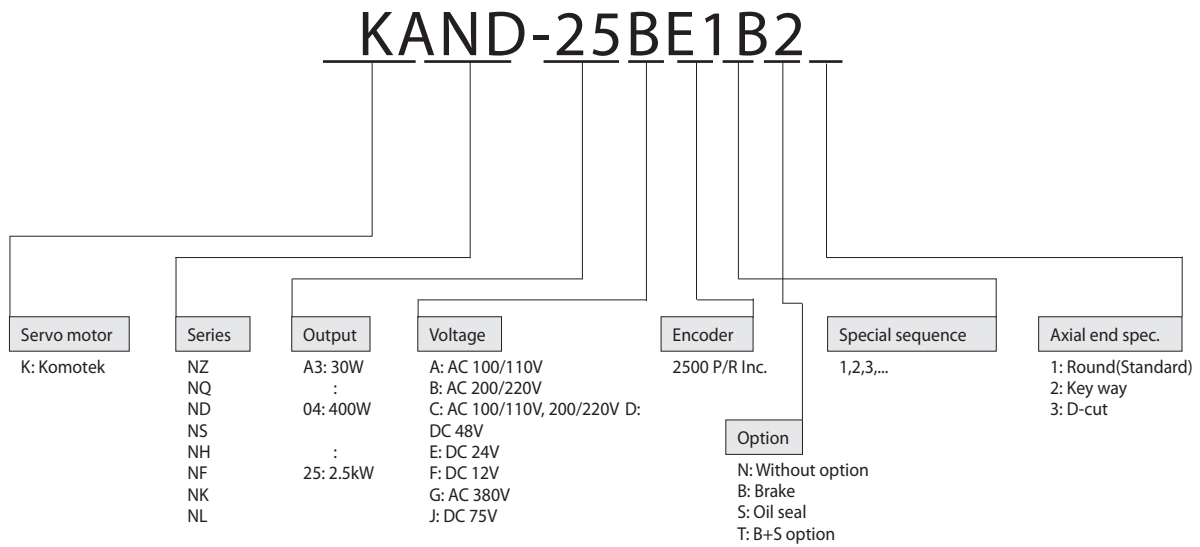 KAND-25BE1B2
Servo motor
K: Komotek
Series
NZ
NQ
ND
NS
NH
NF
NK
NL
Output
A3: 30W
:
04: 400W
:
25: 2.5kW
Voltage
A: AC 100/110V
B: AC 200/220V
C: AC 100/110V, 200/220V D:
DC 48V
E: DC 24V
F: DC 12V
G: AC 380V
J: DC 75V
Encoder
2500 P/R Inc.
Option
N: Without option
B: Brake
S: Oil seal
T: B+S option
Special sequence
1,2,3,...
Axial end spec.
1: Round(Standard)
2: Key way
3: D-cut